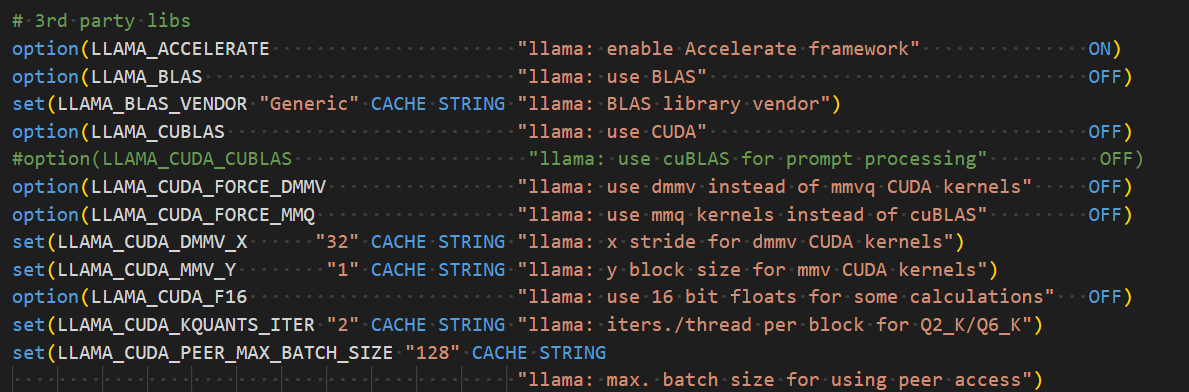 # 3rd party libs
option(LLAMA_ACCELERATE                      "llama: enable Accelerate framework"               ON)
option(LLAMA_BLAS                            "llama: use BLAS"                                  OFF)
set(LLAMA_BLAS_VENDOR "Generic" CACHE STRING "llama: BLAS library vendor")
option(LLAMA_CUBLAS                          "llama: use CUDA"                                  OFF)
#option(LLAMA_CUDA_CUBLAS                     "llama: use cuBLAS for prompt processing"          OFF)
option(LLAMA_CUDA_FORCE_DMMV                 "llama: use dmmv instead of mmvq CUDA kernels"     OFF)
option(LLAMA_CUDA_FORCE_MMQ                  "llama: use mmq kernels instead of cuBLAS"         OFF)
set(LLAMA_CUDA_DMMV_X      "32" CACHE STRING "llama: x stride for dmmv CUDA kernels")
set(LLAMA_CUDA_MMV_Y        "1" CACHE STRING "llama: y block size for mmv CUDA kernels")
option(LLAMA_CUDA_F16                        "llama: use 16 bit floats for some calculations"   OFF)
set(LLAMA_CUDA_KQUANTS_ITER "2" CACHE STRING "llama: iters./thread per block for Q2_K/Q6_K")
set(LLAMA_CUDA_PEER_MAX_BATCH_SIZE "128" CACHE STRING
                                             "llama: max. batch size for using peer access")